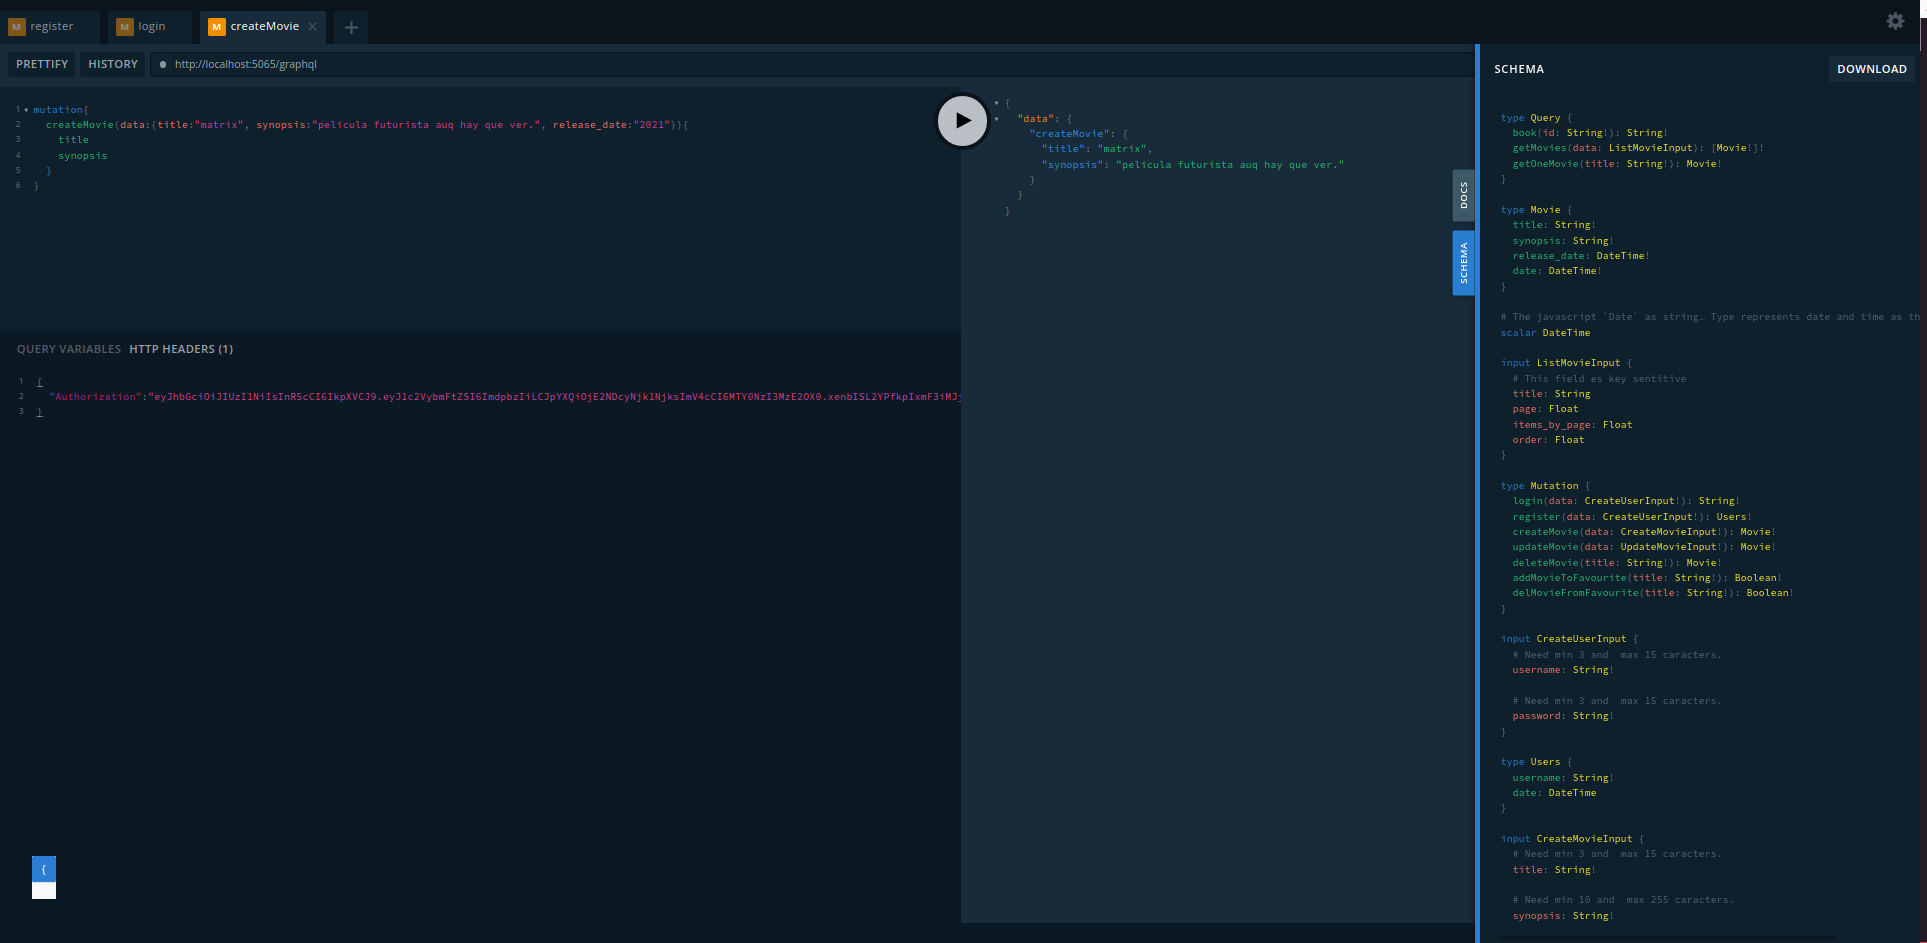 M register
M login
M createMovie ×
+
PRETTIFY
HISTORY
http://localhost:5065/graphql
1 mutation{
2 createMovie(data:{title:"matrix", synopsis:"pelicula futurista auq hay que ver.", release_date:"2021"}){
3 title
4 synopsis
5 }
6 }
QUERY VARIABLES
HTTP HEADERS (1)
1 {
2 "Authorization":
3 }
{
{
"data": {
"createMovie": {
"title": "matrix",
"synopsis": "pelicula futurista auq hay que ver."
}
}
}
DOCS
SCHEMA
SCHEMA
DOWNLOAD
type Query {
book(id: String!): String!
getMovies(data: ListMovieInput): [Movie!]!
getOneMovie(title: String!): Movie!
}
type Movie {
title: String!
synopsis: String!
release_date: DateTime!
date: DateTime!
}
# The javascript `Date` as string. Type represents date and time as th
scalar DateTime
input ListMovieInput {
# This field es key sentitive
title: String
page: Float
items_by_page: Float
order: Float
}
type Mutation {
login(data: CreateUserInput!): String!
register(data: CreateUserInput!): Users!
createMovie(data: CreateMovieInput!): Movie!
updateMovie(data: UpdateMovieInput!): Movie!
deleteMovie(title: String!): Movie!
addMovieToFavourite(title: String!): Boolean!
delMovieFromFavourite(title: String!): Boolean!
}
input CreateUserInput {
# Need min 3 and  max 15 caracters.
username: String!
# Need min 3 and  max 15 caracters.
password: String!
}
type Users {
username: String!
date: DateTime
}
input CreateMovieInput {
# Need min 3 and  max 15 caracters.
title: String!
# Need min 10 and  max 255 caracters.
synopsis: String!